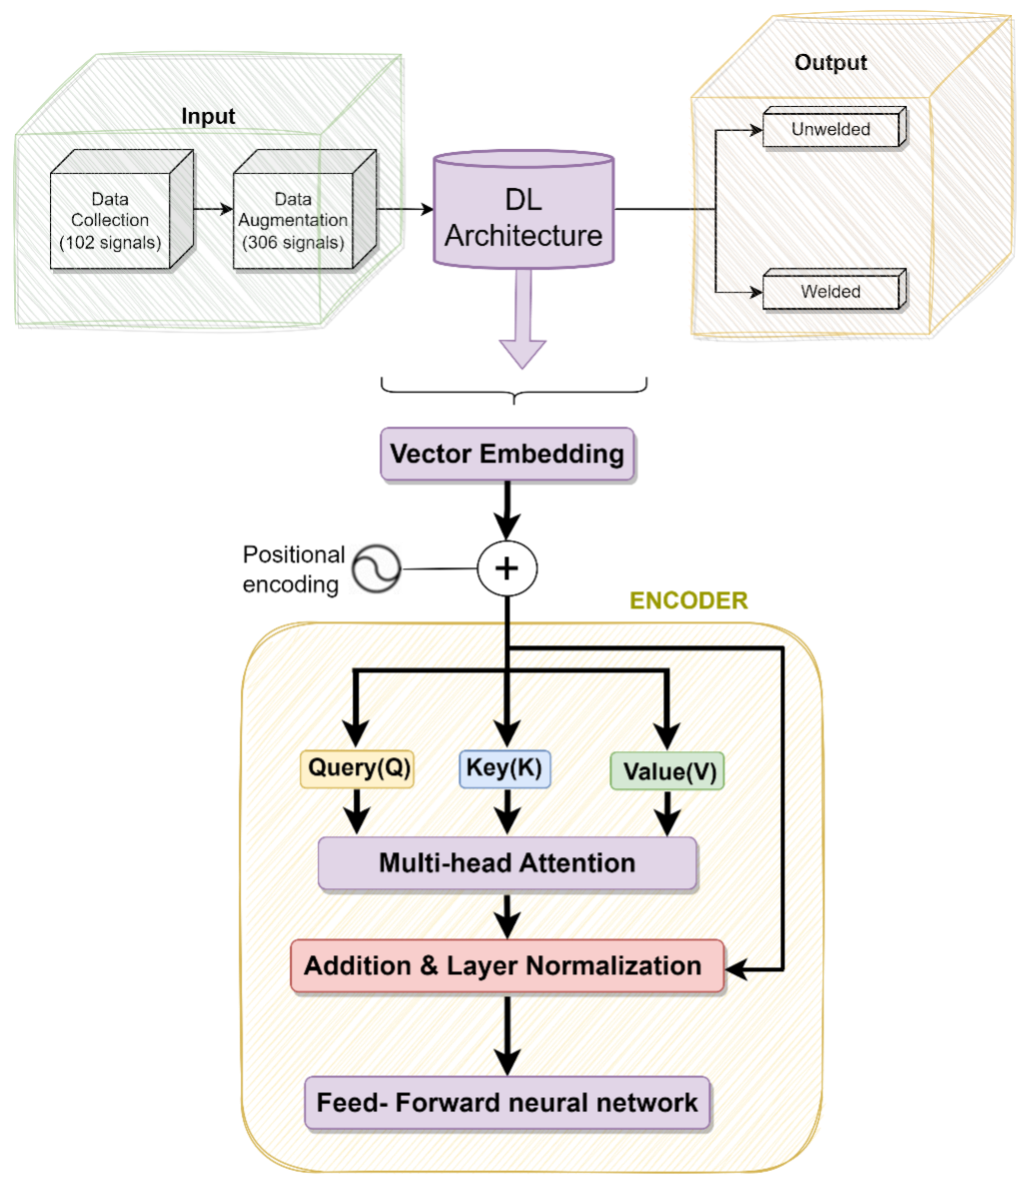 Input
Data
Collection
(102 signals)
Data
Augmentation
(306 signals)
DL
Architecture
Output
Unwelded
Welded
Vector Embedding
Positional
encoding
+
ENCODER
Query(Q)
Key(K)
Value(V)
Multi-head Attention
Addition & Layer Normalization
Feed- Forward neural network